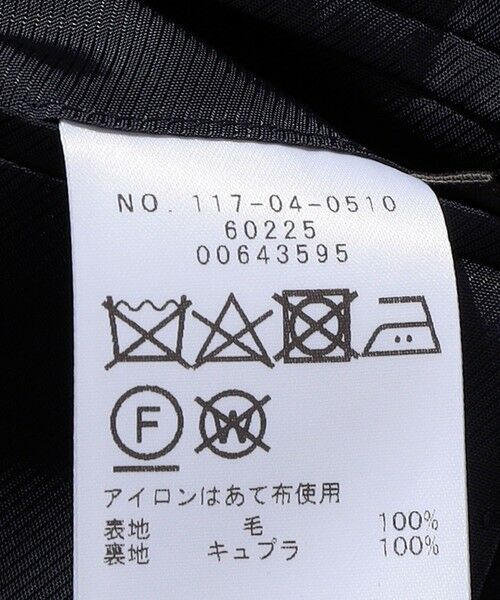 NO. 117-04-0510
60225
00643595
F W
アイロンはあて布使用
表地 毛 100%
裏地 キュプラ 100%